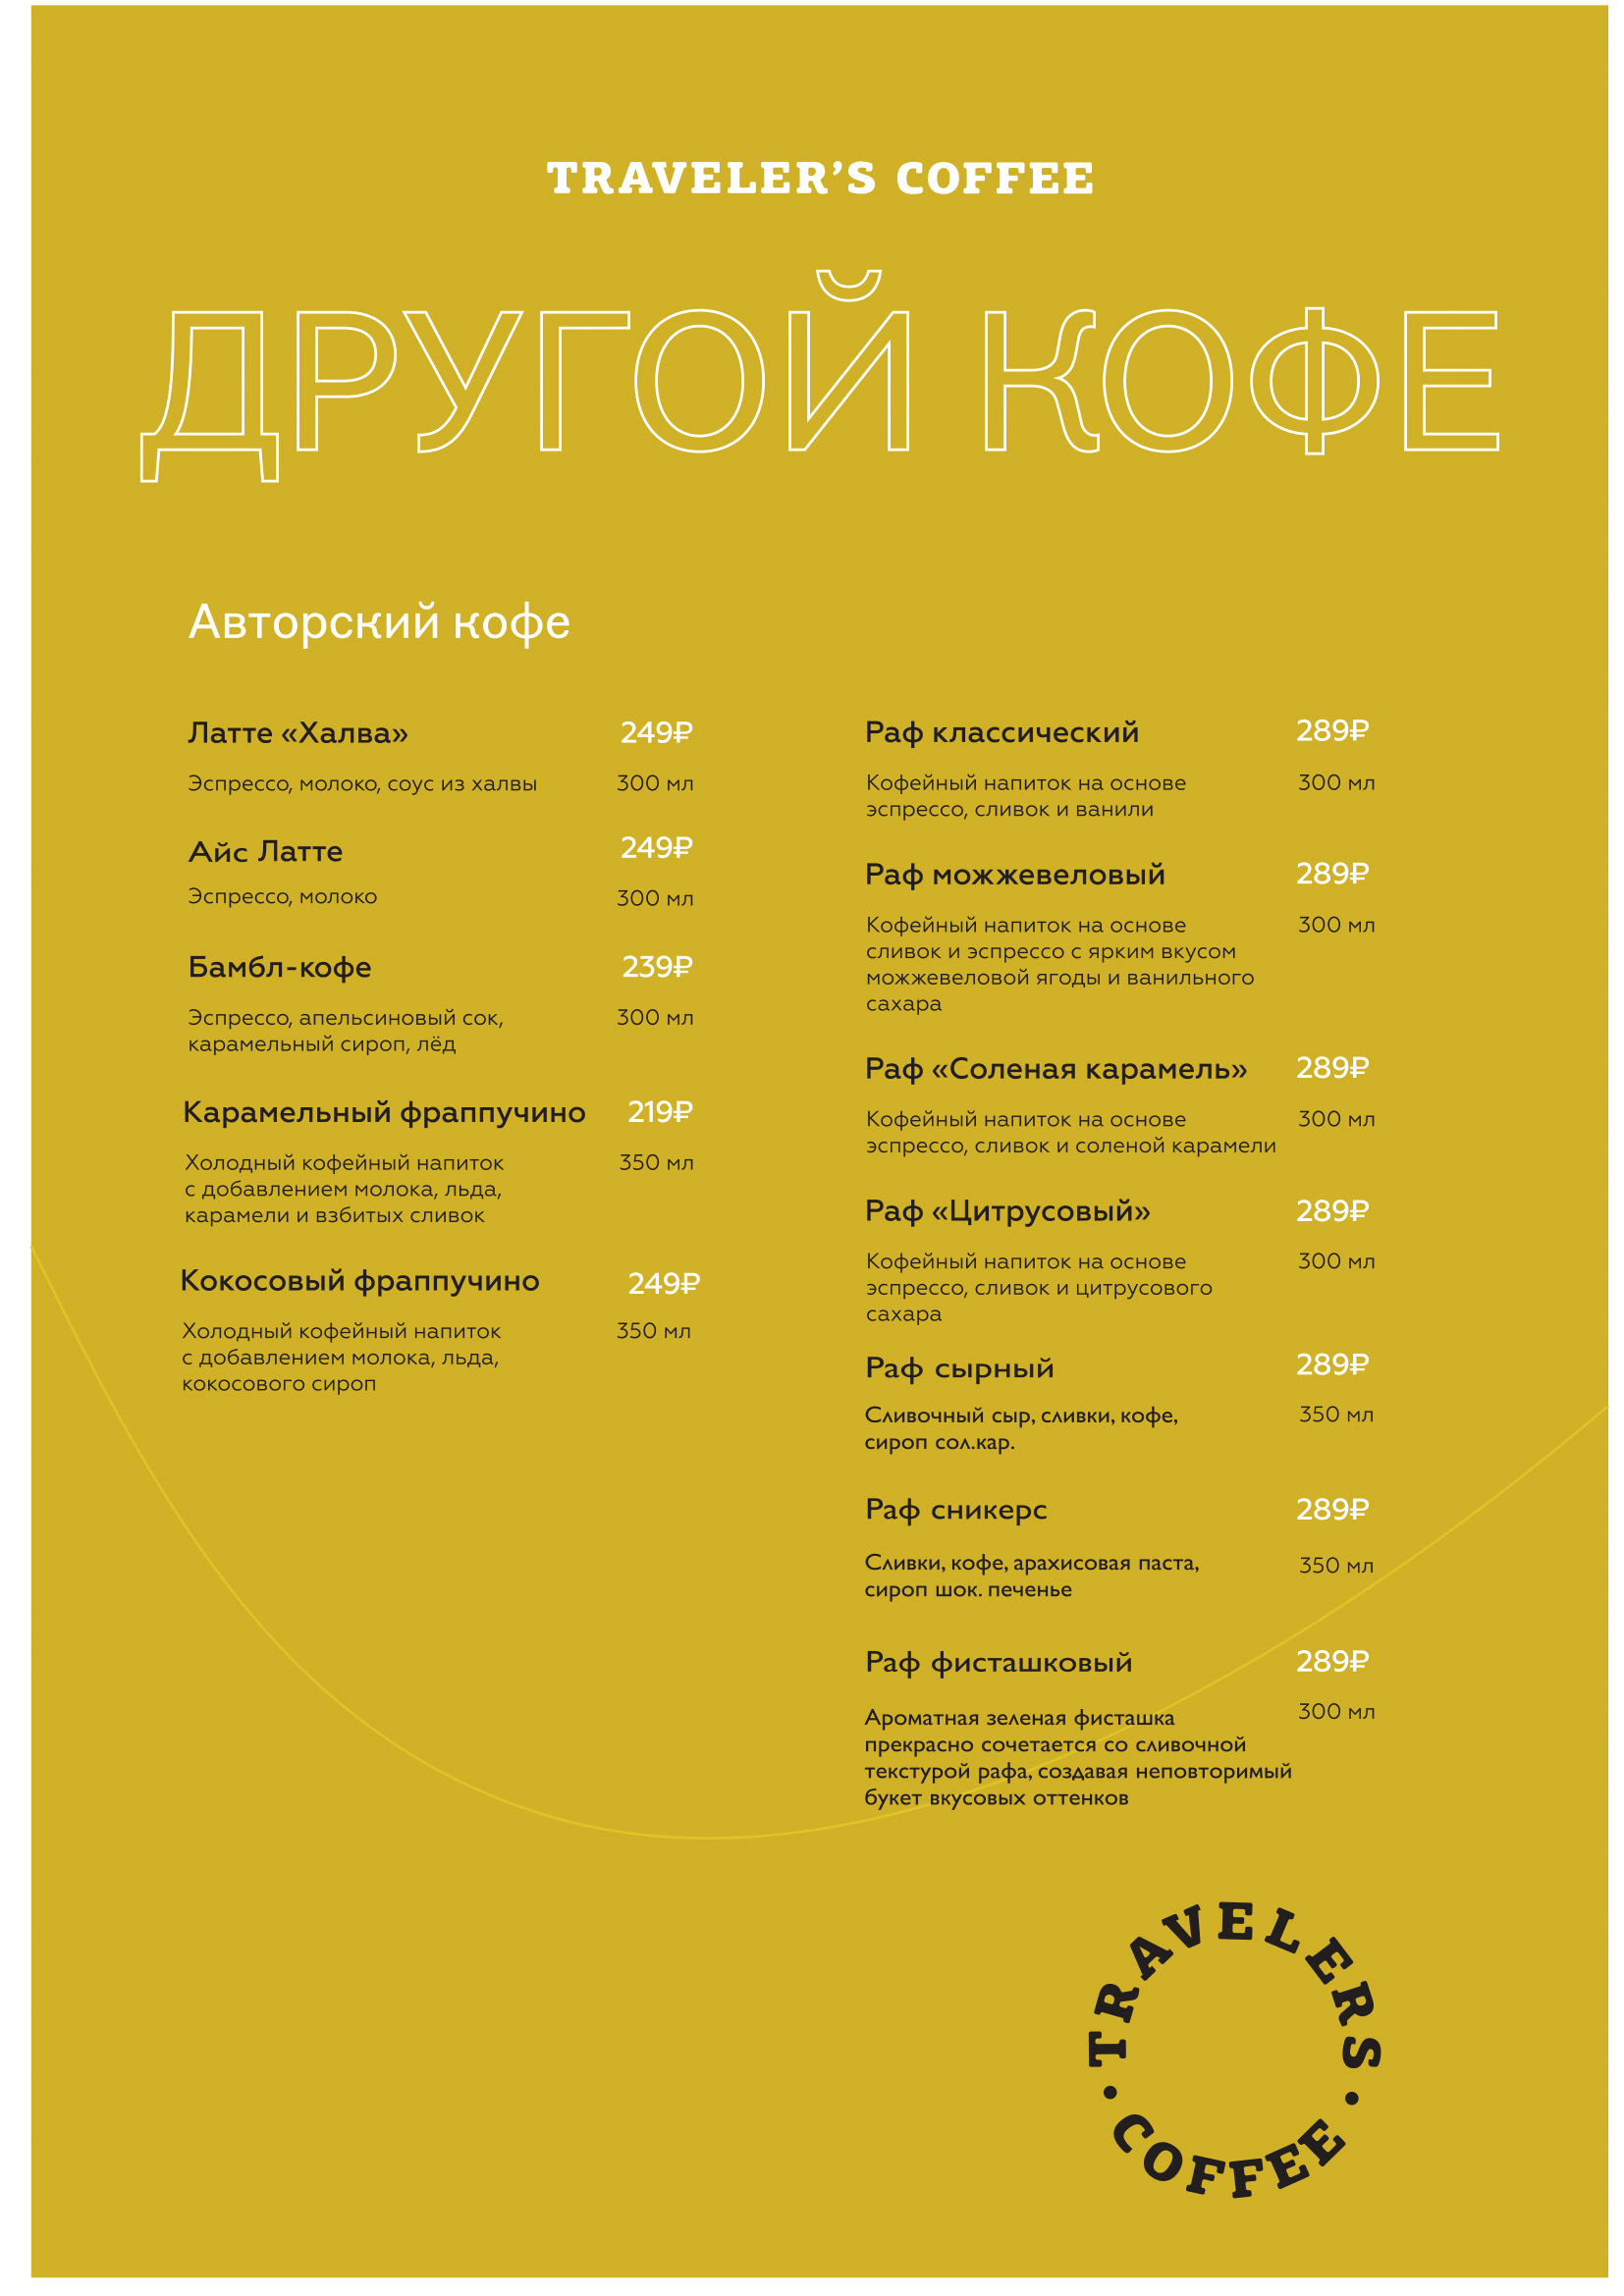 TRAVELER’S COFFEE
ДРУГОЙ КОФЕ
Авторский кофе
Латте «Халва» 249₽
Эспрессо, молоко, соус из халвы 300 мл
Айс Латте 249₽
Эспрессо, молоко 300 мл
Бамбл-кофе 239₽
Эспрессо, апельсиновый сок, 300 мл
карамельный сироп, лёд
Карамельный фраппучино 219₽
Холодный кофейный напиток 350 мл
с добавлением молока, льда,
карамели и взбитых сливок
Кокосовый фраппучино 249₽
Холодный кофейный напиток 350 мл
с добавлением молока, льда,
кокосового сироп
Раф классический 289₽
Кофейный напиток на основе 300 мл
эспрессо, сливок и ванили
Раф можжевеловый 289₽
Кофейный напиток на основе 300 мл
сливок и эспрессо с ярким вкусом
можжевеловой ягоды и ванильного
сахара
Раф «Соленая карамель» 289₽
Кофейный напиток на основе 300 мл
эспрессо, сливок и соленой карамели
Раф «Цитрусовый» 289₽
Кофейный напиток на основе 300 мл
эспрессо, сливок и цитрусового
сахара
Раф сырный 289₽
Сливочный сыр, сливки, кофе, 350 мл
сироп сол.кар.
Раф сникерс 289₽
Сливки, кофе, арахисовая паста, 350 мл
сироп шок. печенье
Раф фисташковый 289₽
Ароматная зеленая фисташка 300 мл
прекрасно сочетается со сливочной
текстурой рафа, создавая неповторимый
букет вкусовых оттенков
TRAVELERS
• COFFEE •